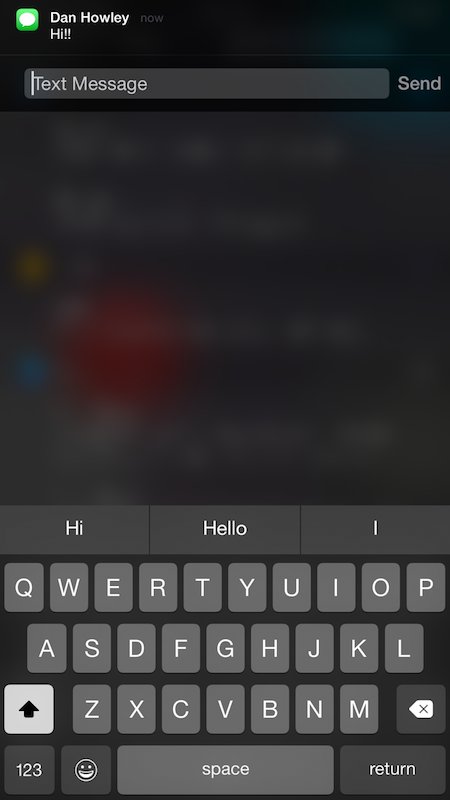 Dan Howley now
Hi!!
Text Message Send
Hi Hello I
Q W E R T Y U I O P
A S D F G H J K L
Z X C V B N M
123 space return